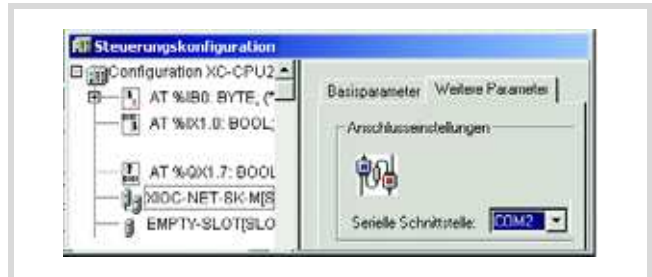 Steuerungskonfiguration
Configuration XC-CPU2
AT %IB0: BYTE; (*
AT %IX1.0: BOOL;
AT %QX1.7: BOOL
XIOC-NET-SK-M[S
EMPTY-SLOT[SLO
Basisparameter Weitere Parameter
Anschlusseinstellungen
Serielle Schnittstelle: COM2